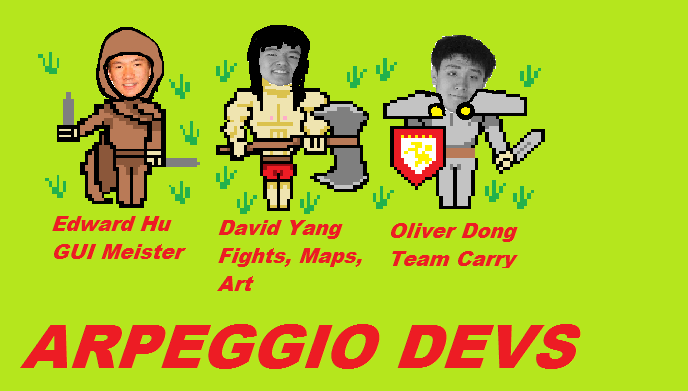 Edward Hu
GUI Meister
David Yang
Fights, Maps,
Art
Oliver Dong
Team Carry
ARPEGGIO DEVS